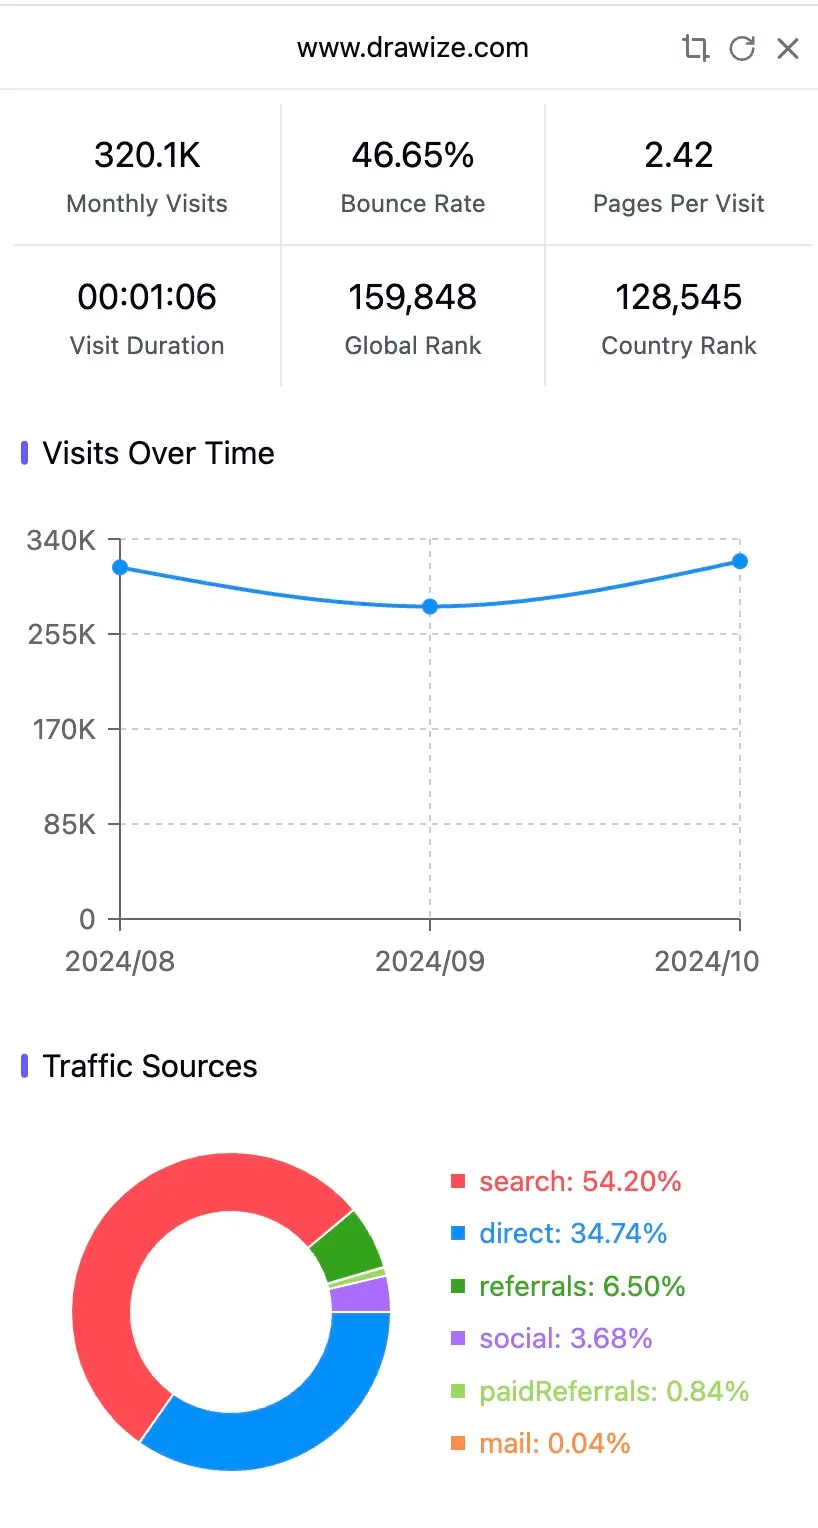 www.drawize.com
320.1K
46.65%
2.42
Monthly Visits
Bounce Rate
Pages Per Visit
00:01:06
159,848
128,545
Visit Duration
Global Rank
Country Rank
Visits Over Time
340K
255K
170K
85K
0
2024/08
2024/09
2024/10
Traffic Sources
search: 54.20%
direct: 34.74%
referrals: 6.50%
social: 3.68%
paidReferrals: 0.84%
mail: 0.04%